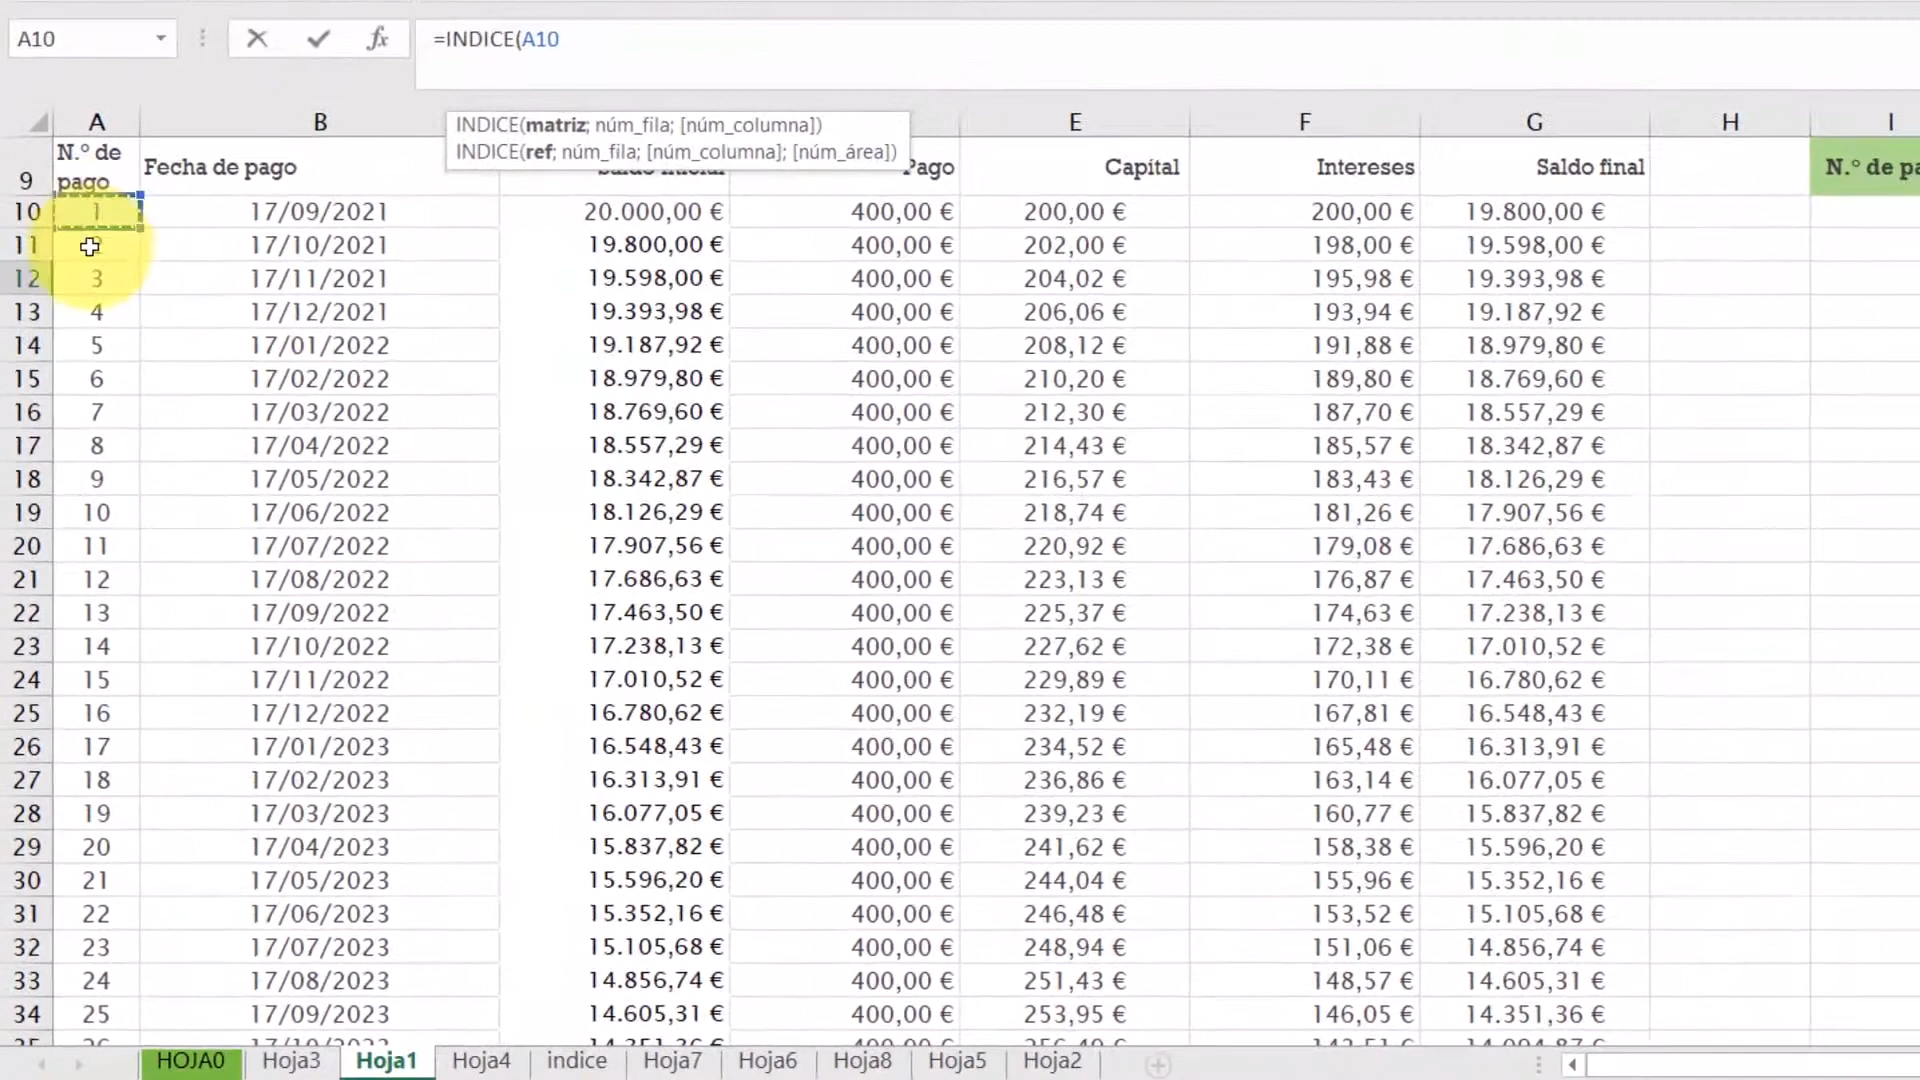 A10 =INDICE(A10
A B E F G H I
INDICE(matriz; núm_fila; [núm_columna])
INDICE(ref; núm_fila; [núm_columna]; [núm_área])
9 N.º de pago Fecha de pago Saldo inicial Pago Capital Intereses Saldo final N.º de pa
10 1 17/09/2021 20.000,00 € 400,00 € 200,00 € 200,00 € 19.800,00 €
11 2 17/10/2021 19.800,00 € 400,00 € 202,00 € 198,00 € 19.598,00 €
12 3 17/11/2021 19.598,00 € 400,00 € 204,02 € 195,98 € 19.393,98 €
13 4 17/12/2021 19.393,98 € 400,00 € 206,06 € 193,94 € 19.187,92 €
14 5 17/01/2022 19.187,92 € 400,00 € 208,12 € 191,88 € 18.979,80 €
15 6 17/02/2022 18.979,80 € 400,00 € 210,20 € 189,80 € 18.769,60 €
16 7 17/03/2022 18.769,60 € 400,00 € 212,30 € 187,70 € 18.557,29 €
17 8 17/04/2022 18.557,29 € 400,00 € 214,43 € 185,57 € 18.342,87 €
18 9 17/05/2022 18.342,87 € 400,00 € 216,57 € 183,43 € 18.126,29 €
19 10 17/06/2022 18.126,29 € 400,00 € 218,74 € 181,26 € 17.907,56 €
20 11 17/07/2022 17.907,56 € 400,00 € 220,92 € 179,08 € 17.686,63 €
21 12 17/08/2022 17.686,63 € 400,00 € 223,13 € 176,87 € 17.463,50 €
22 13 17/09/2022 17.463,50 € 400,00 € 225,37 € 174,63 € 17.238,13 €
23 14 17/10/2022 17.238,13 € 400,00 € 227,62 € 172,38 € 17.010,52 €
24 15 17/11/2022 17.010,52 € 400,00 € 229,89 € 170,11 € 16.780,62 €
25 16 17/12/2022 16.780,62 € 400,00 € 232,19 € 167,81 € 16.548,43 €
26 17 17/01/2023 16.548,43 € 400,00 € 234,52 € 165,48 € 16.313,91 €
27 18 17/02/2023 16.313,91 € 400,00 € 236,86 € 163,14 € 16.077,05 €
28 19 17/03/2023 16.077,05 € 400,00 € 239,23 € 160,77 € 15.837,82 €
29 20 17/04/2023 15.837,82 € 400,00 € 241,62 € 158,38 € 15.596,20 €
30 21 17/05/2023 15.596,20 € 400,00 € 244,04 € 155,96 € 15.352,16 €
31 22 17/06/2023 15.352,16 € 400,00 € 246,48 € 153,52 € 15.105,68 €
32 23 17/07/2023 15.105,68 € 400,00 € 248,94 € 151,06 € 14.856,74 €
33 24 17/08/2023 14.856,74 € 400,00 € 251,43 € 148,57 € 14.605,31 €
34 25 17/09/2023 14.605,31 € 400,00 € 253,95 € 146,05 € 14.351,36 €
HOJA0 Hoja3 Hoja1 Hoja4 indice Hoja7 Hoja6 Hoja8 Hoja5 Hoja2